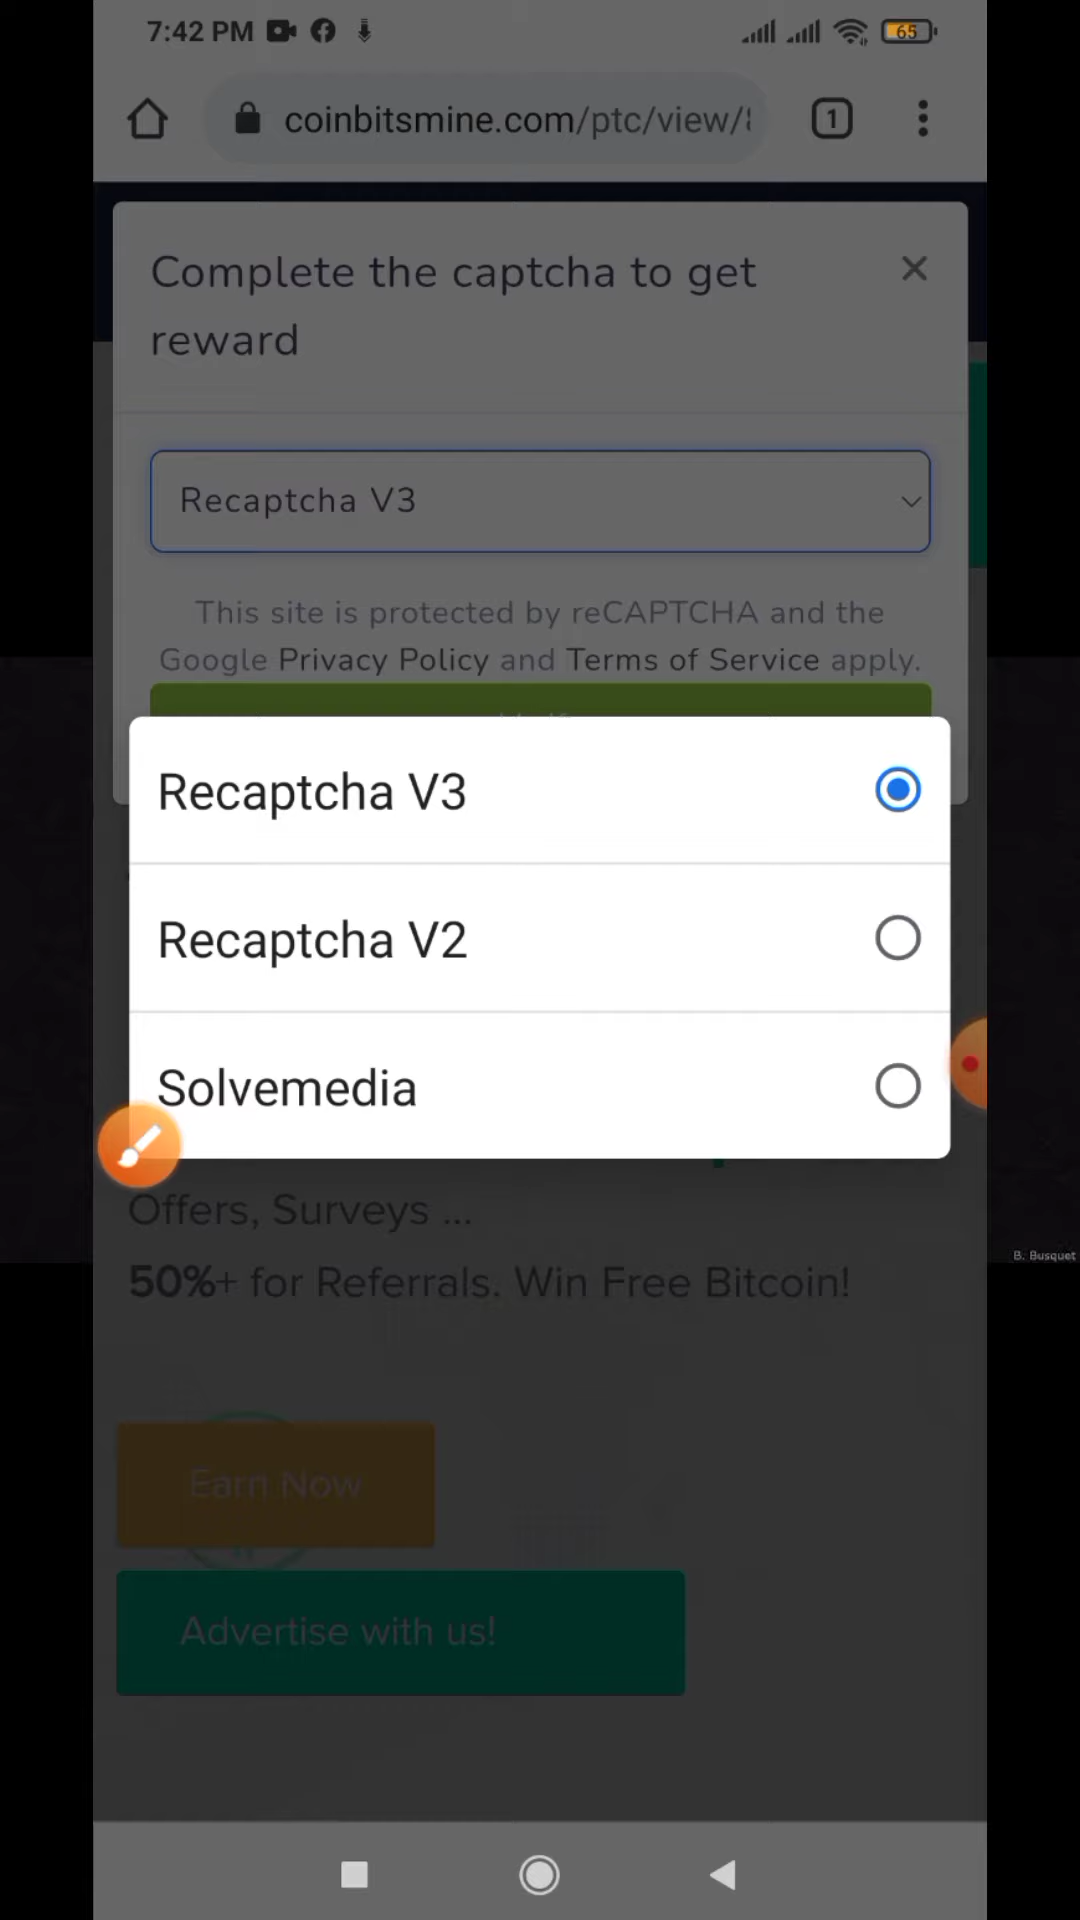 7:42 PM
65
coinbitsmine.com/ptc/view/
1
Complete the captcha to get
reward
Recaptcha V3
This site is protected by reCAPTCHA and the
Google Privacy Policy and Terms of Service apply.
Recaptcha V3
Recaptcha V2
Solvemedia
Offers, Surveys ...
50%+ for Referrals. Win Free Bitcoin!
B. Busquet
Earn Now
Advertise with us!